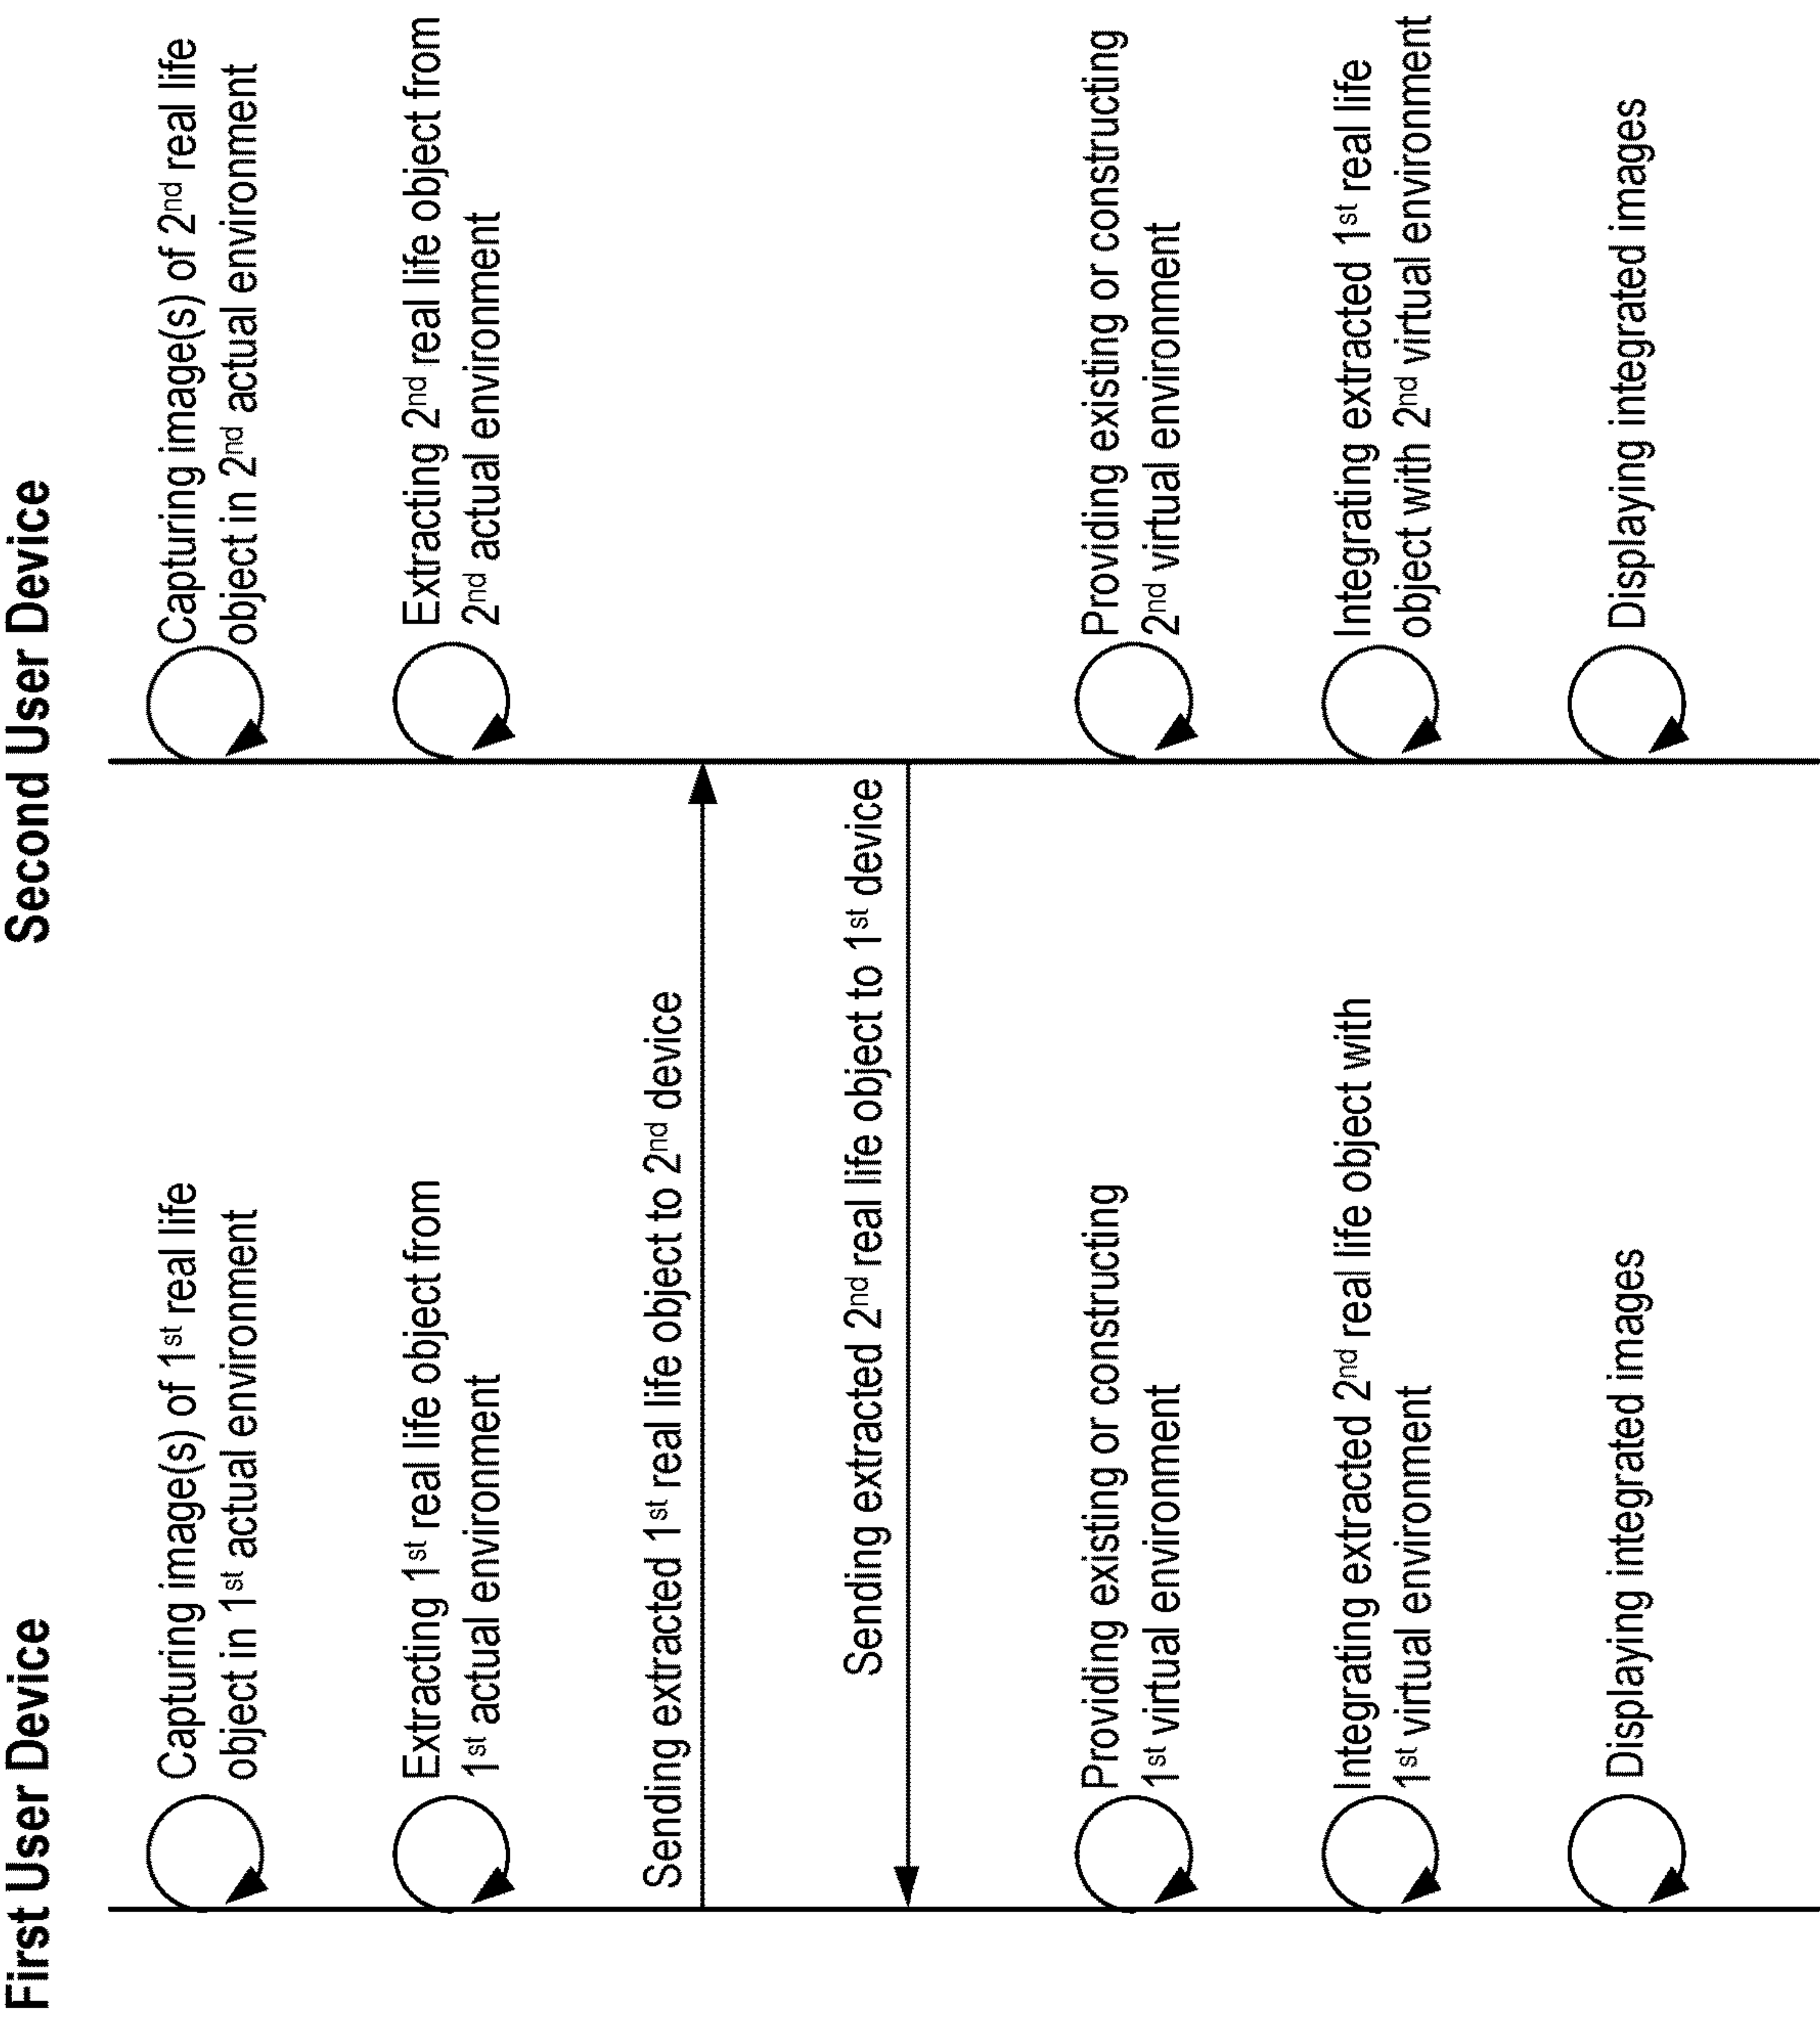 First User Device
Second User Device
Capturing image(s) of 1st real life
object in 1st actual environment
Capturing image(s) of 2nd real life
object in 2nd actual environment
Extracting 1st real life object from
1st actual environment
Extracting 2nd real life object from
2nd actual environment
Sending extracted 1st real life object to 2nd device
Sending extracted 2nd real life object to 1st device
Providing existing or constructing
1st virtual environment
Providing existing or constructing
2nd virtual environment
Integrating extracted 2nd real life object with
1st virtual environment
Integrating extracted 1st real life
object with 2nd virtual environment
Displaying integrated images
Displaying integrated images